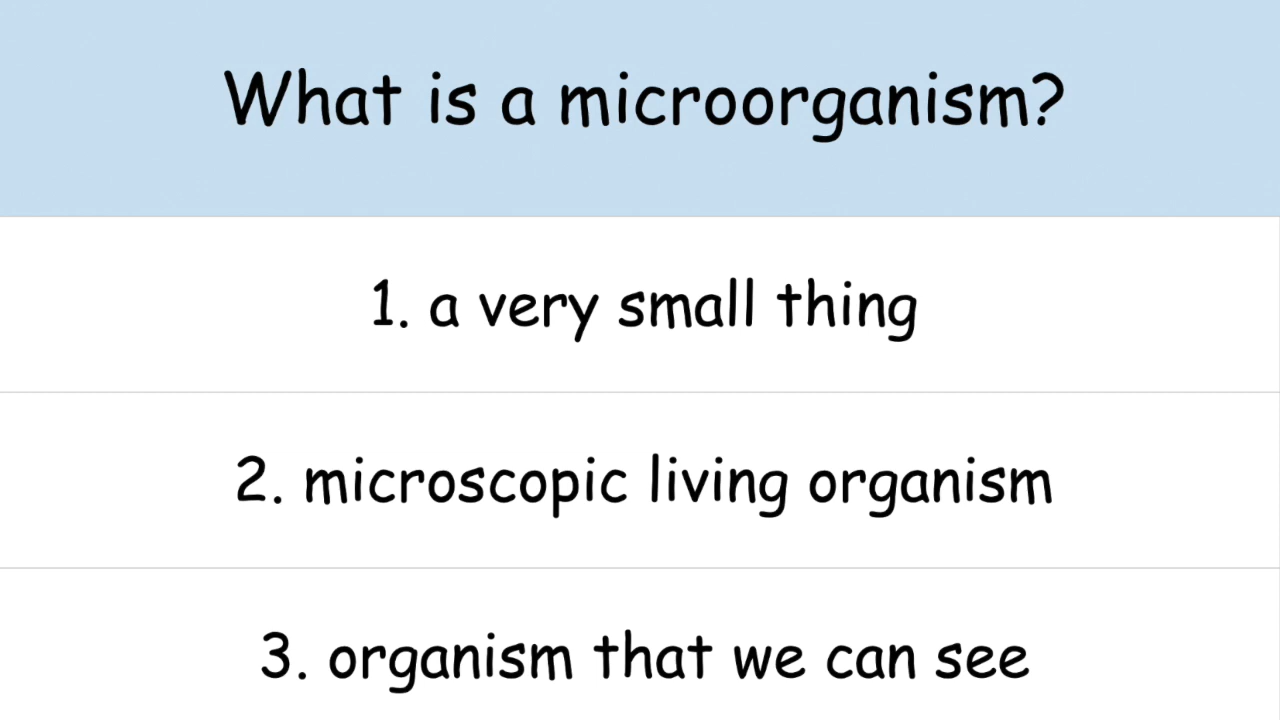 What is a microorganism?
1. a very small thing
2. microscopic living organism
3. organism that we can see